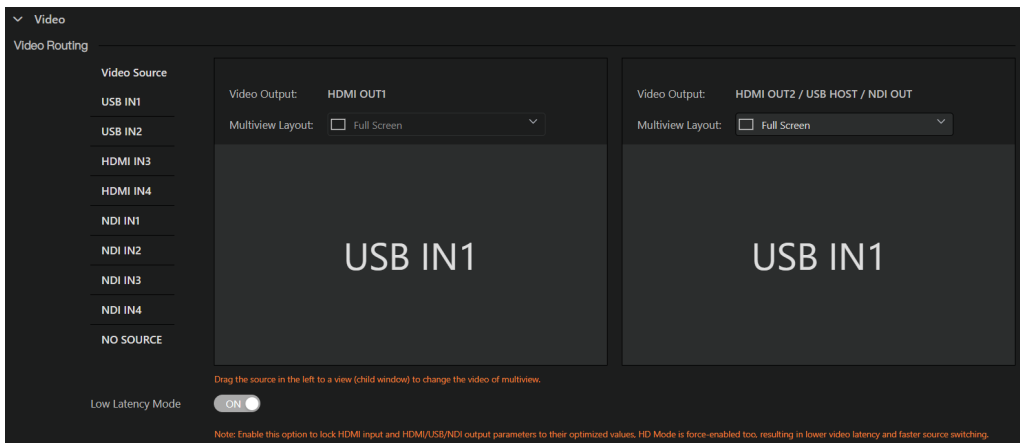 Video
Video Routing
Video Source
USB IN1
USB IN2
HDMI IN3
HDMI IN4
NDI IN1
NDI IN2
NDI IN3
NDI IN4
NO SOURCE
Video Output: HDMI OUT1
Multiview Layout: Full Screen
USB IN1
Video Output: HDMI OUT2 / USB HOST / NDI OUT
Multiview Layout: Full Screen
USB IN1
Drag the source in the left to a view (child window) to change the video of multiview.
Low Latency Mode ON
Note: Enable this option to lock HDMI input and HDMI/USB/NDI output parameters to their optimized values, HD Mode is force-enabled too, resulting in lower video latency and faster source switching.